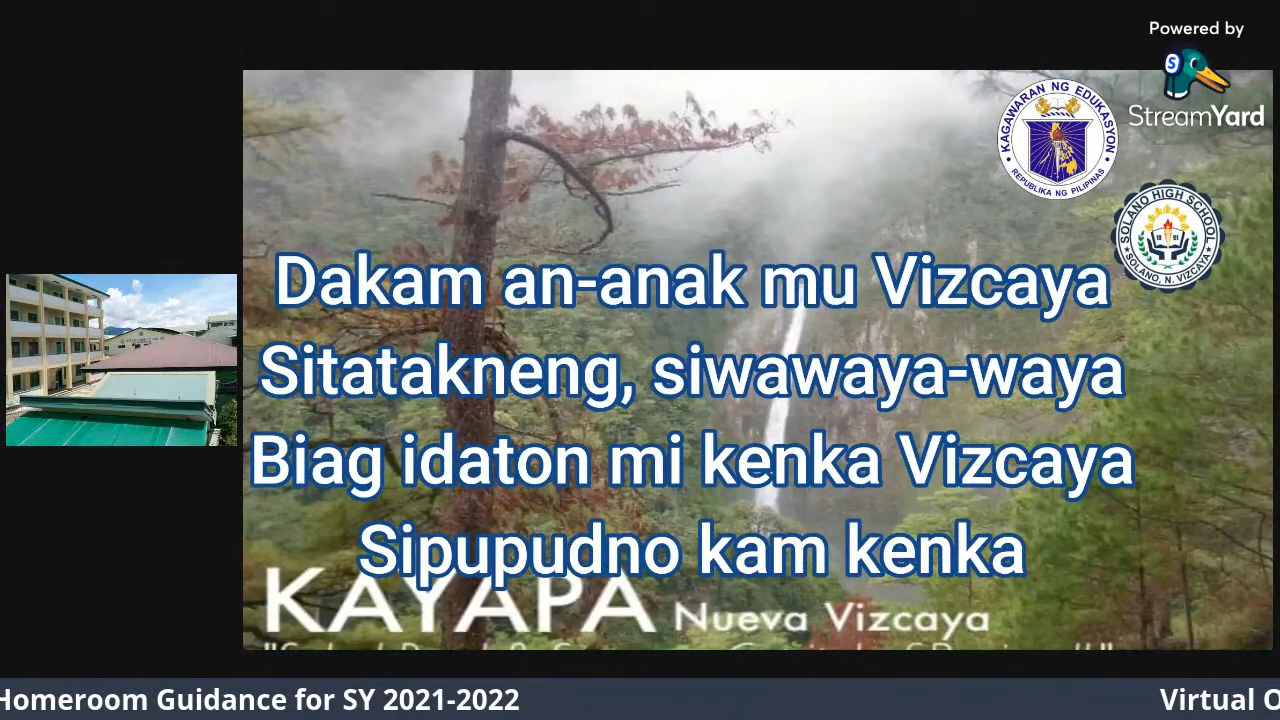 Powered by
StreamYard
KAGAWARAN NG EDUKASYON
REPUBLIKA NG PILIPINAS
SOLANO HIGH SCHOOL
SOLANO, N. VIZCAYA
Dakam an-anak mu Vizcaya
Sitatakneng, siwawaya-waya
Biag idaton mi kenka Vizcaya
Sipupudno kam kenka
KAYAPA Nueva Vizcaya
Homeroom Guidance for SY 2021-2022
Virtual O